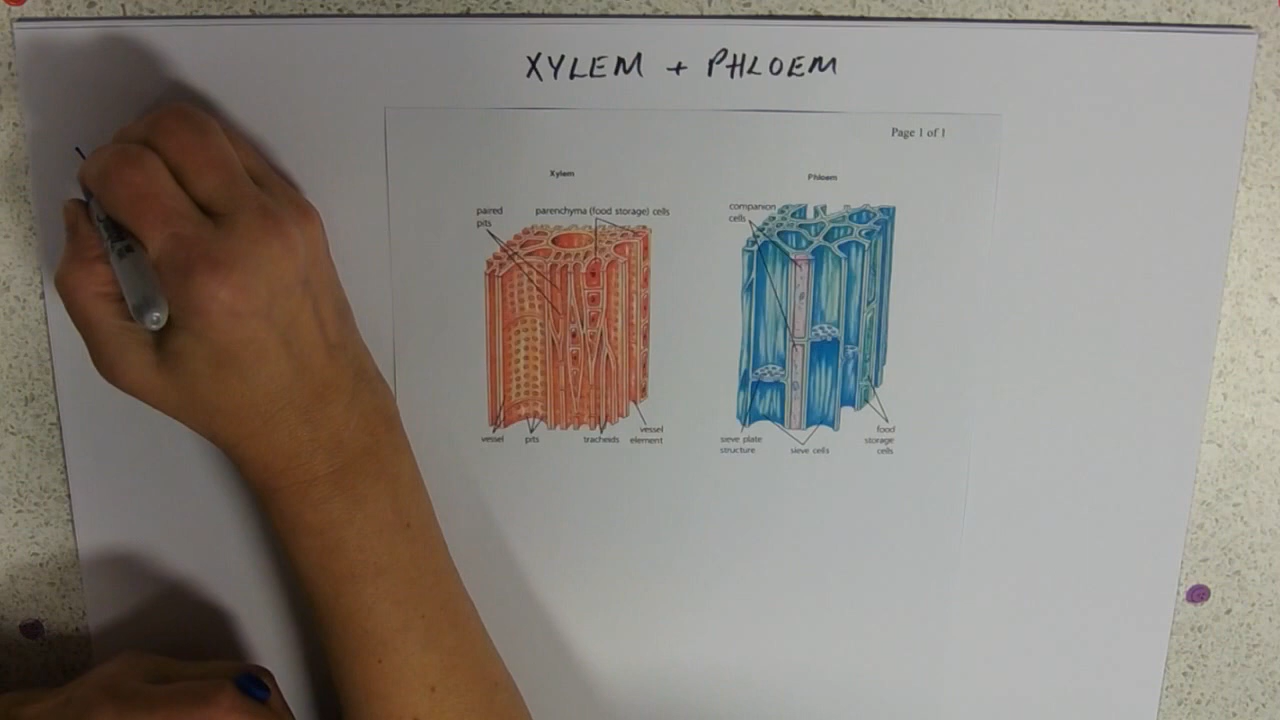 XYLEM + PHLOEM
Page 1 of 1
Xylem
paired
pits
parenchyma (food storage) cells
vessel
pits
tracheids
vessel
element
Phloem
companion
cells
sieve plate
structure
sieve cells
food
storage
cells